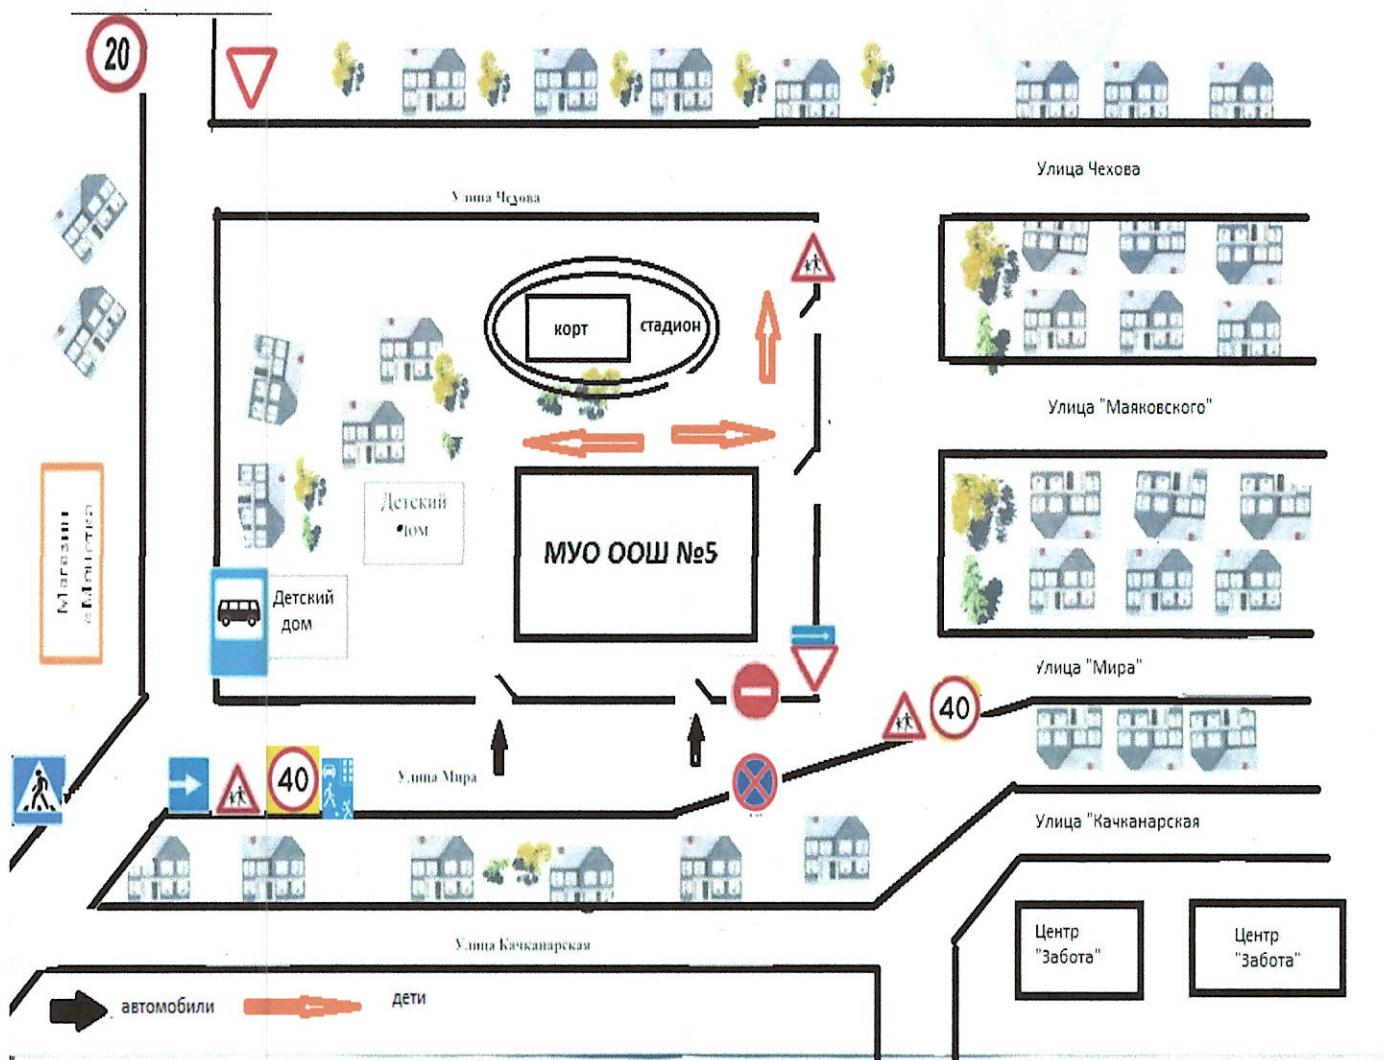 20
Улица Чехова
Улица Чехова
корт
стадион
Улица "Маяковского"
Магазин
Детский
дом
МУО ООШ №5
Детский
дом
Улица "Мира"
40
40
Улица Мира
Улица "Качканарская
Центр
"Забота"
Центр
"Забота"
Улица Качканарская
автомобили
дети